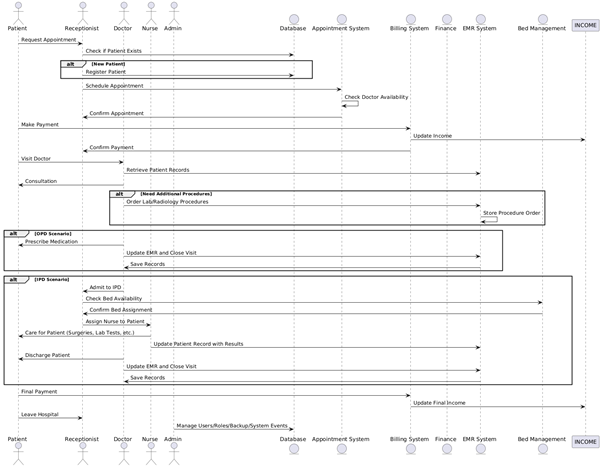 Patient Receptionist Doctor Nurse Admin Database Appointment System Billing System Finance EMR System Bed Management INCOME
Request Appointment
Check if Patient Exists
alt [New Patient]
Register Patient
Schedule Appointment
Check Doctor Availability
Confirm Appointment
Make Payment
Update Income
Confirm Payment
Visit Doctor
Retrieve Patient Records
Consultation
alt [Need Additional Procedures]
Order Lab/Radiology Procedures
Store Procedure Order
alt [OPD Scenario]
Prescribe Medication
Update EMR and Close Visit
Save Records
alt [IPD Scenario]
Admit to IPD
Check Bed Availability
Confirm Bed Assignment
Assign Nurse to Patient
Care for Patient (Surgeries, Lab Tests, etc.)
Update Patient Record with Results
Discharge Patient
Update EMR and Close Visit
Save Records
Final Payment
Update Final Income
Leave Hospital
Manage Users/Roles/Backup/System Events
Patient Receptionist Doctor Nurse Admin Database Appointment System Billing System Finance EMR System Bed Management INCOME